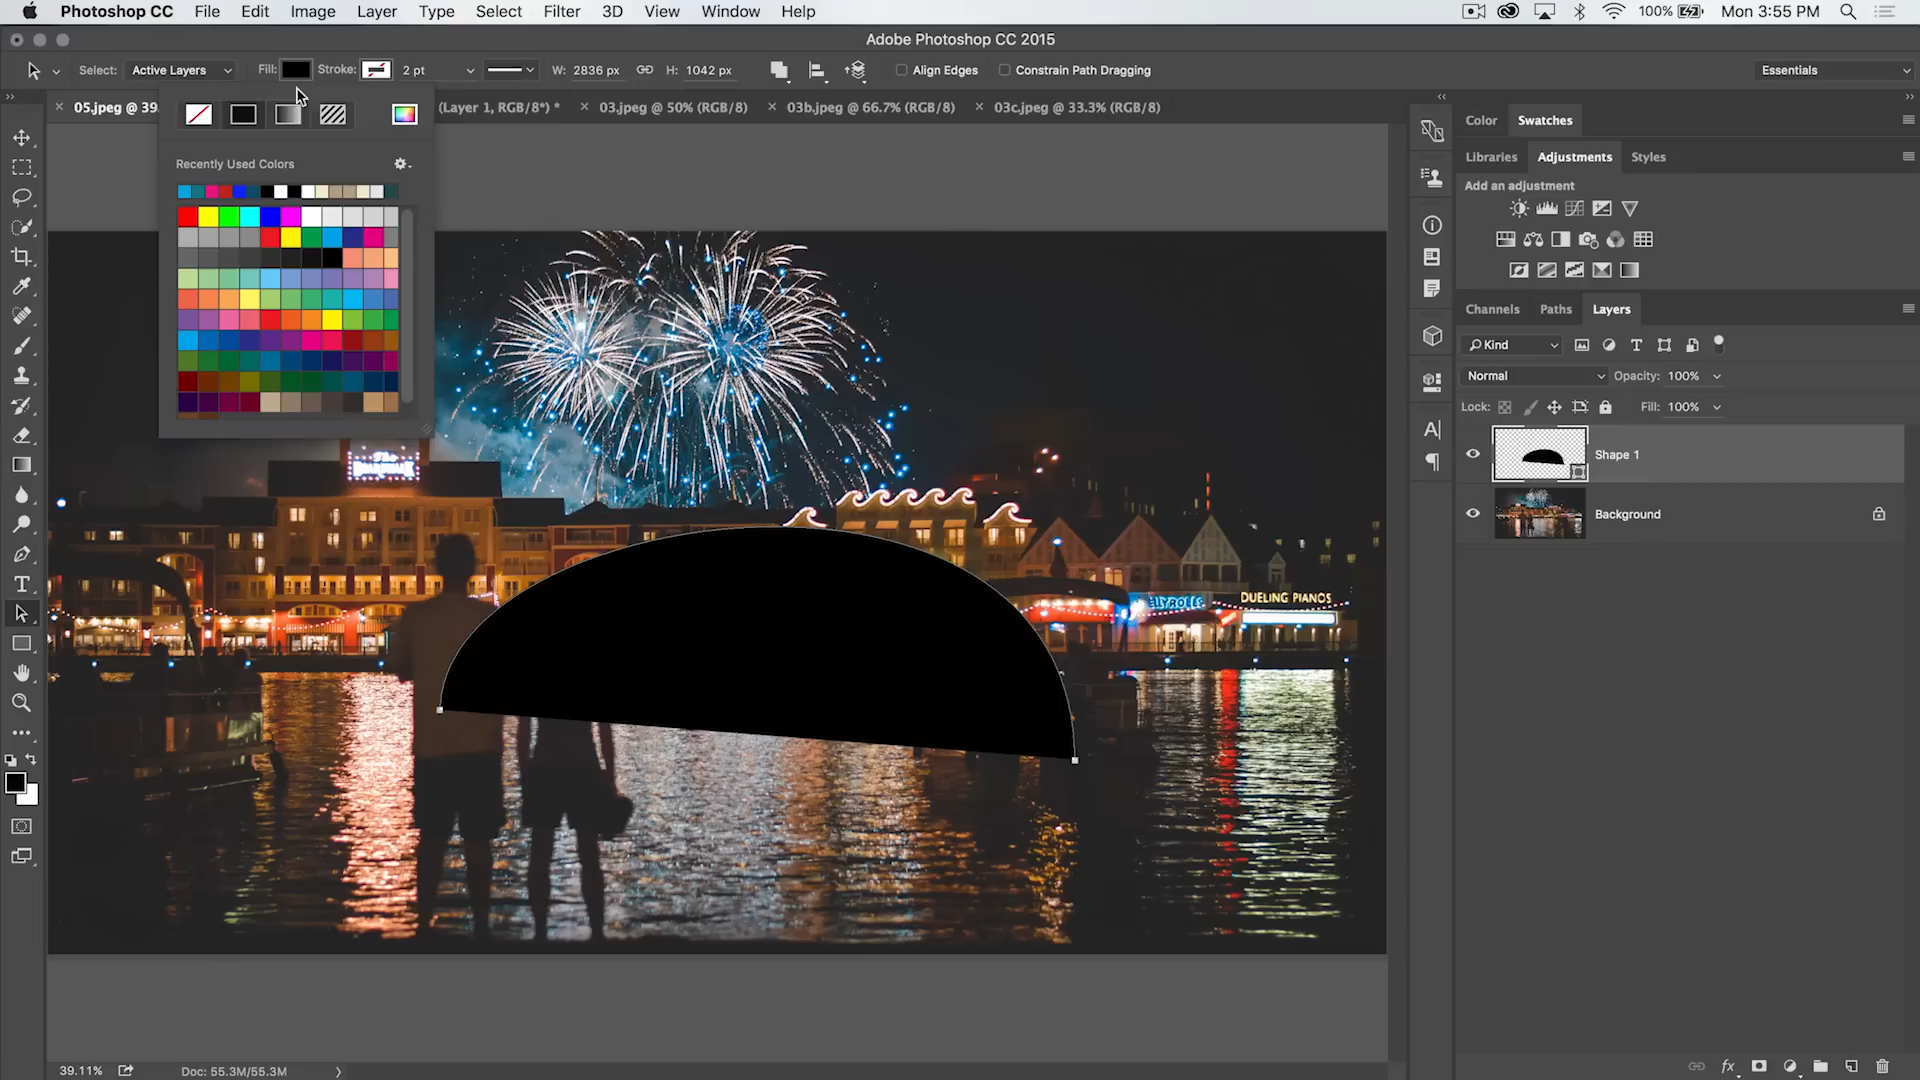 Photoshop CC File Edit Image Layer Type Select Filter 3D View Window Help 100% Mon 3:55 PM
Adobe Photoshop CC 2015
Select: Active Layers Fill: Stroke: 2 pt W: 2836 px H: 1042 px Align Edges Constrain Path Dragging Essentials
05.jpeg @ 39. (Layer 1, RGB/8*) * 03.jpeg @ 50% (RGB/8) 03b.jpeg @ 66.7% (RGB/8) 03c.jpeg @ 33.3% (RGB/8)
Color Swatches
Libraries Adjustments Styles
Recently Used Colors
Add an adjustment
Channels Paths Layers
Kind
Normal Opacity: 100%
Lock: Fill: 100%
Shape 1
Background
The
BoardWalk
DUELING PIANOS
39.11% Doc: 55.3M/55.3M